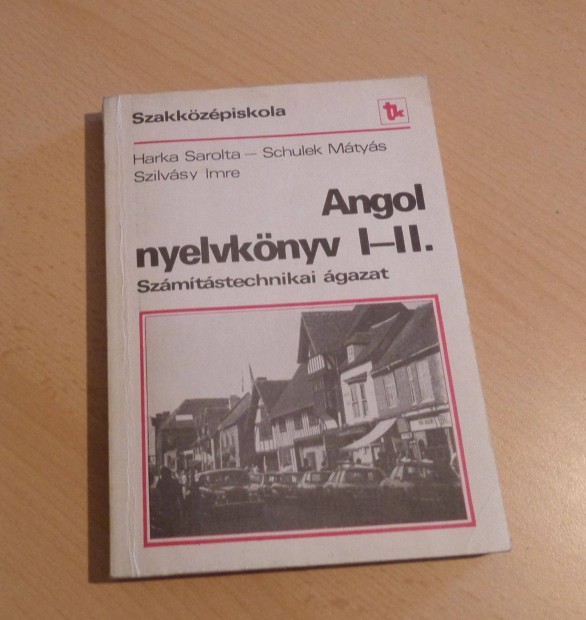 Szakközépiskola
tk
Harka Sarolta – Schulek Mátyás
Szilvásy Imre
Angol
nyelvkönyv I–II.
Számítástechnikai ágazat